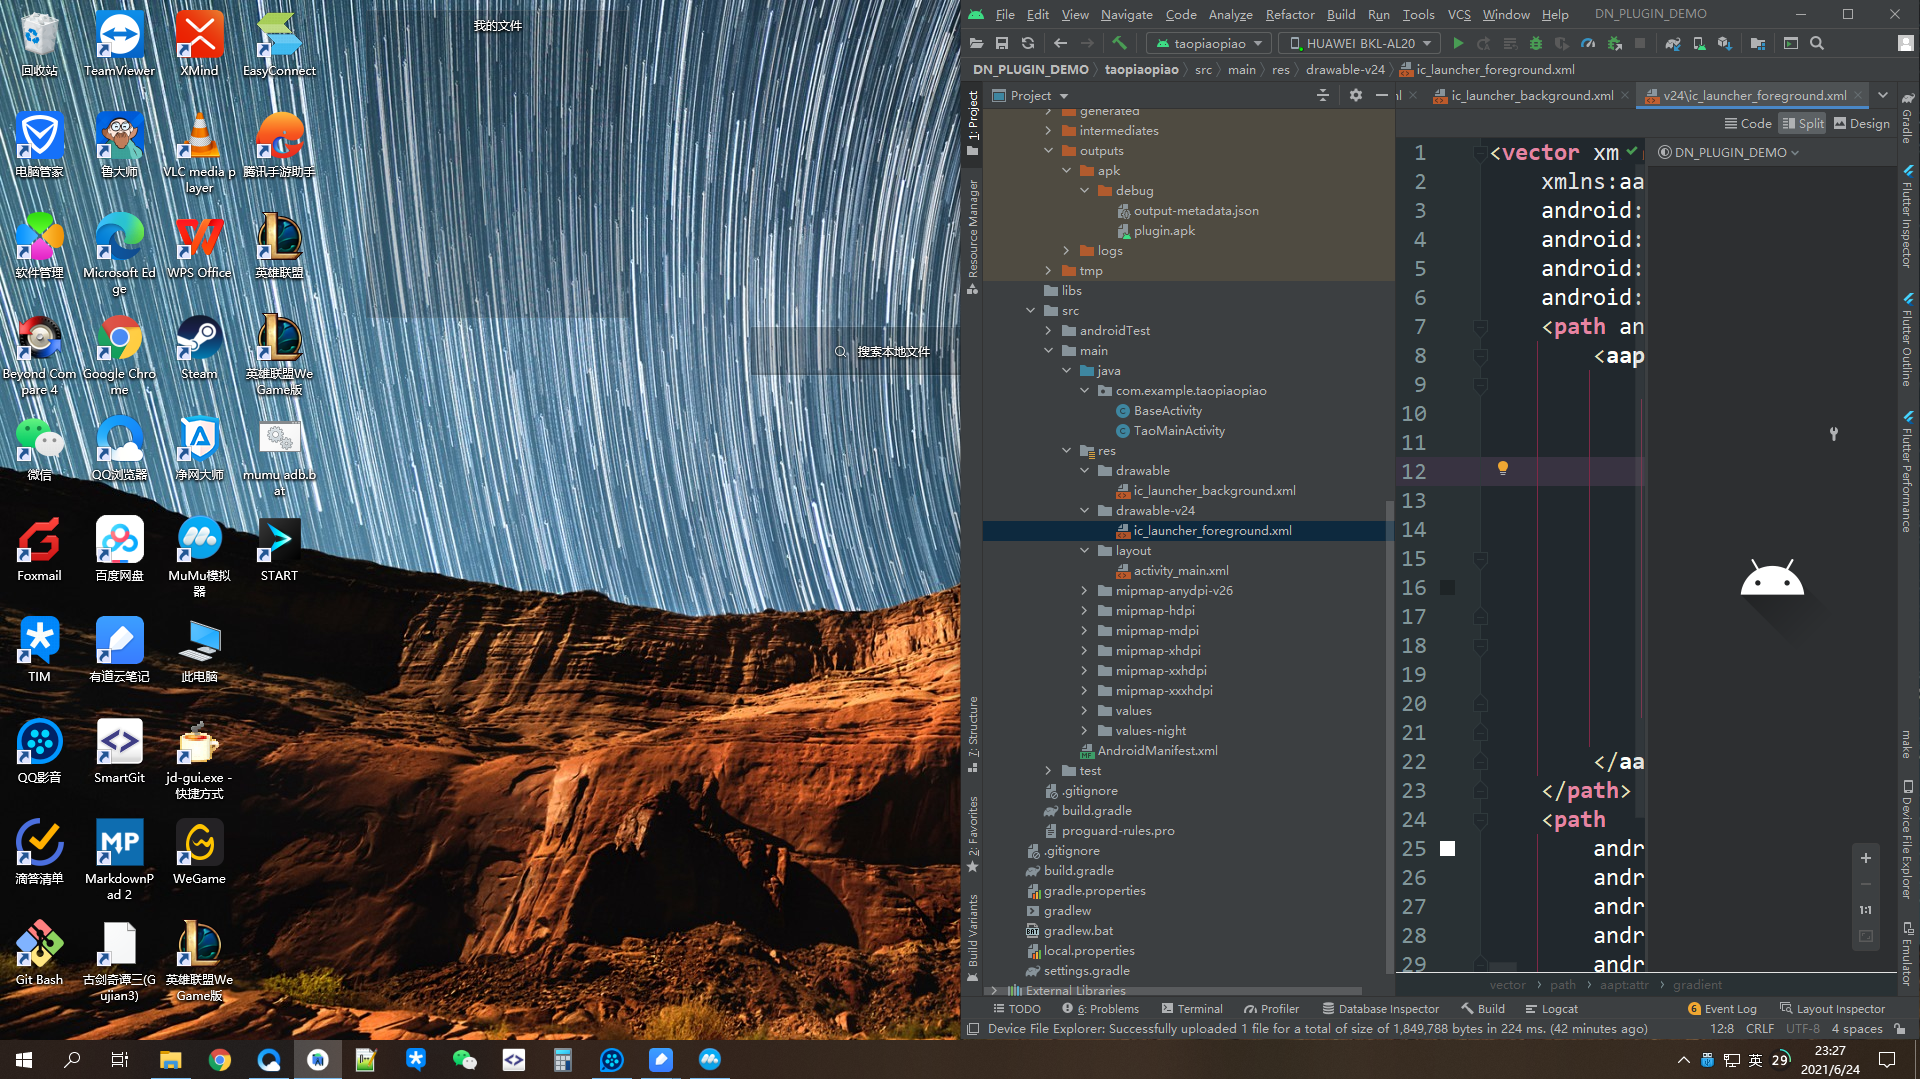 我的文件
回收站
TeamViewer
XMind
EasyConnect
电脑管家
鲁大师
VLC media p
layer
腾讯手游助手
软件管理
Microsoft Ed
ge
WPS Office
英雄联盟
Beyond Com
pare 4
Google Chro
me
Steam
英雄联盟We
Game版
搜索本地文件
微信
QQ浏览器
净网大师
mumu adb.b
at
Foxmail
百度网盘
MuMu模拟
器
START
TIM
有道云笔记
此电脑
QQ影音
SmartGit
jd-gui.exe -
快捷方式
滴答清单
MarkdownP
ad 2
WeGame
Git Bash
古剑奇谭三(G
ujian3)
英雄联盟We
Game版
File Edit View Navigate Code Analyze Refactor Build Run Tools VCS Window Help DN_PLUGIN_DEMO
taopiaopiao HUAWEI BKL-AL20
DN_PLUGIN_DEMO taopiaopiao src main res drawable-v24 ic_launcher_foreground.xml
Project
ic_launcher_background.xml v24\ic_launcher_foreground.xml
Code Split Design
DN_PLUGIN_DEMO
1: Project
Resource Manager
7: Structure
2: Favorites
Build Variants
generated
intermediates
outputs
apk
debug
output-metadata.json
plugin.apk
logs
tmp
libs
src
androidTest
main
java
com.example.taopiaopiao
BaseActivity
TaoMainActivity
res
drawable
ic_launcher_background.xml
drawable-v24
ic_launcher_foreground.xml
layout
activity_main.xml
mipmap-anydpi-v26
mipmap-hdpi
mipmap-mdpi
mipmap-xhdpi
mipmap-xxhdpi
mipmap-xxxhdpi
values
values-night
AndroidManifest.xml
test
.gitignore
build.gradle
proguard-rules.pro
.gitignore
build.gradle
gradle.properties
gradlew
gradlew.bat
local.properties
settings.gradle
External Libraries
1 <vector xm
2 xmlns:aa
3 android:
4 android:
5 android:
6 android:
7 <path an
8 <aap
9
10
11
12
13
14
15
16
17
18
19
20
21
22 </aa
23 </path>
24 <path
25 andr
26 andr
27 andr
28 andr
29 andr
1:1
Gradle
Flutter Inspector
Flutter Outline
Flutter Performance
make
Device File Explorer
Emulator
vector path aapt:attr gradient
TODO 6: Problems Terminal Profiler Database Inspector Build Logcat 6 Event Log Layout Inspector
Device File Explorer: Successfully uploaded 1 file for a total of size of 1,849,788 bytes in 224 ms. (42 minutes ago) 12:8 CRLF UTF-8 4 spaces
英 29 23:27
2021/6/24